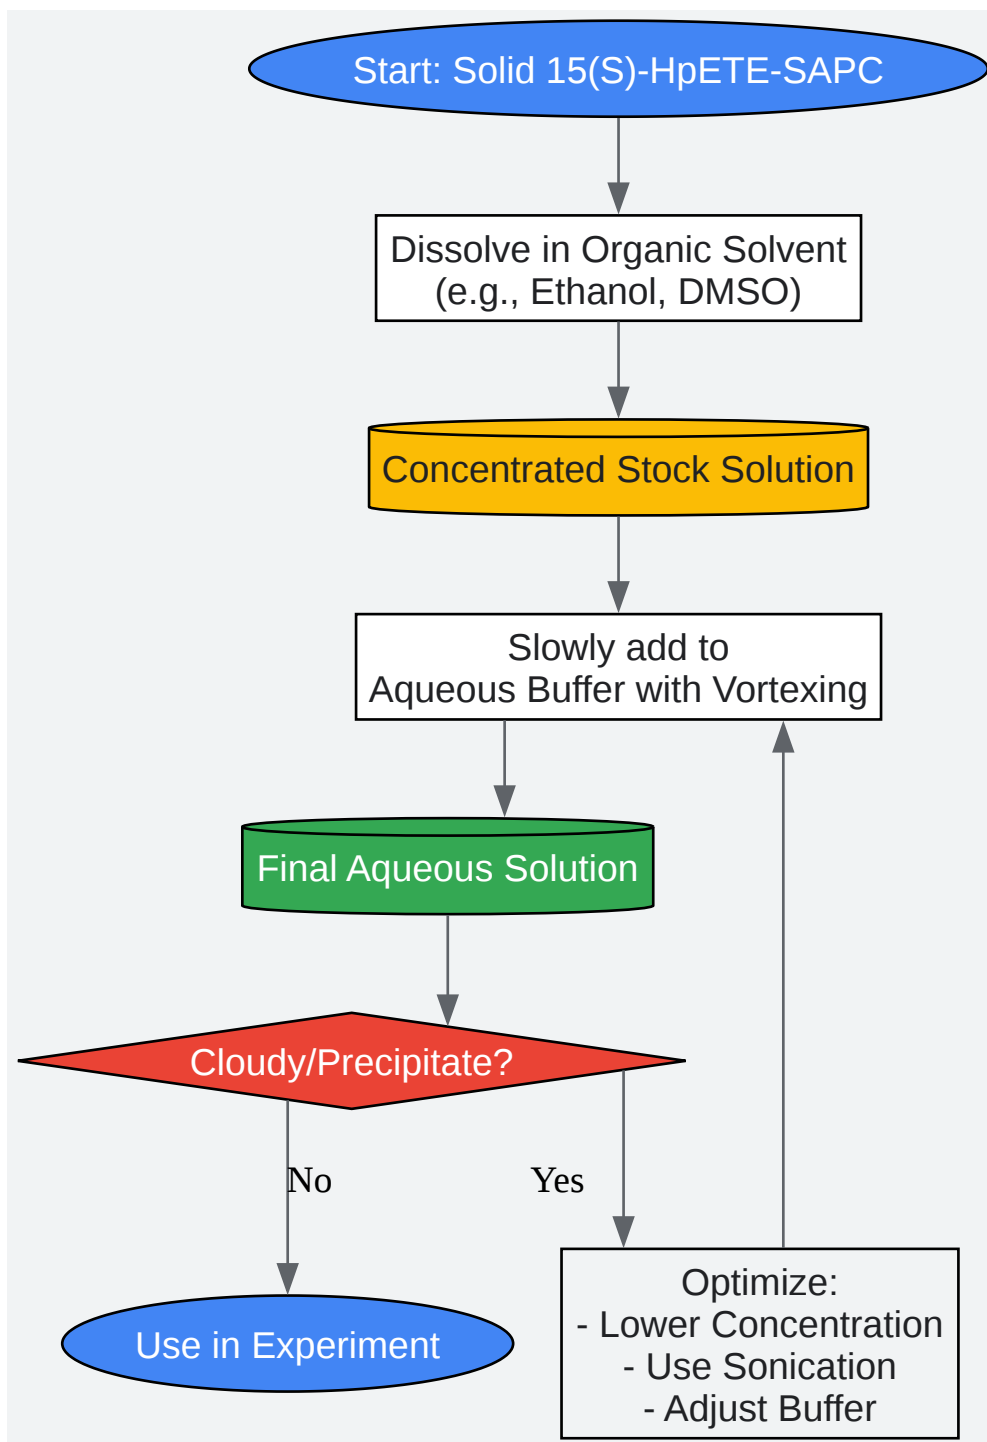 Start: Solid 15(S)-HpETE-SAPC
Dissolve in Organic Solvent
(e.g., Ethanol, DMSO)
Concentrated Stock Solution
Slowly add to
Aqueous Buffer with Vortexing
Final Aqueous Solution
Cloudy/Precipitate?
No
Yes
Use in Experiment
Optimize:
- Lower Concentration
- Use Sonication
- Adjust Buffer